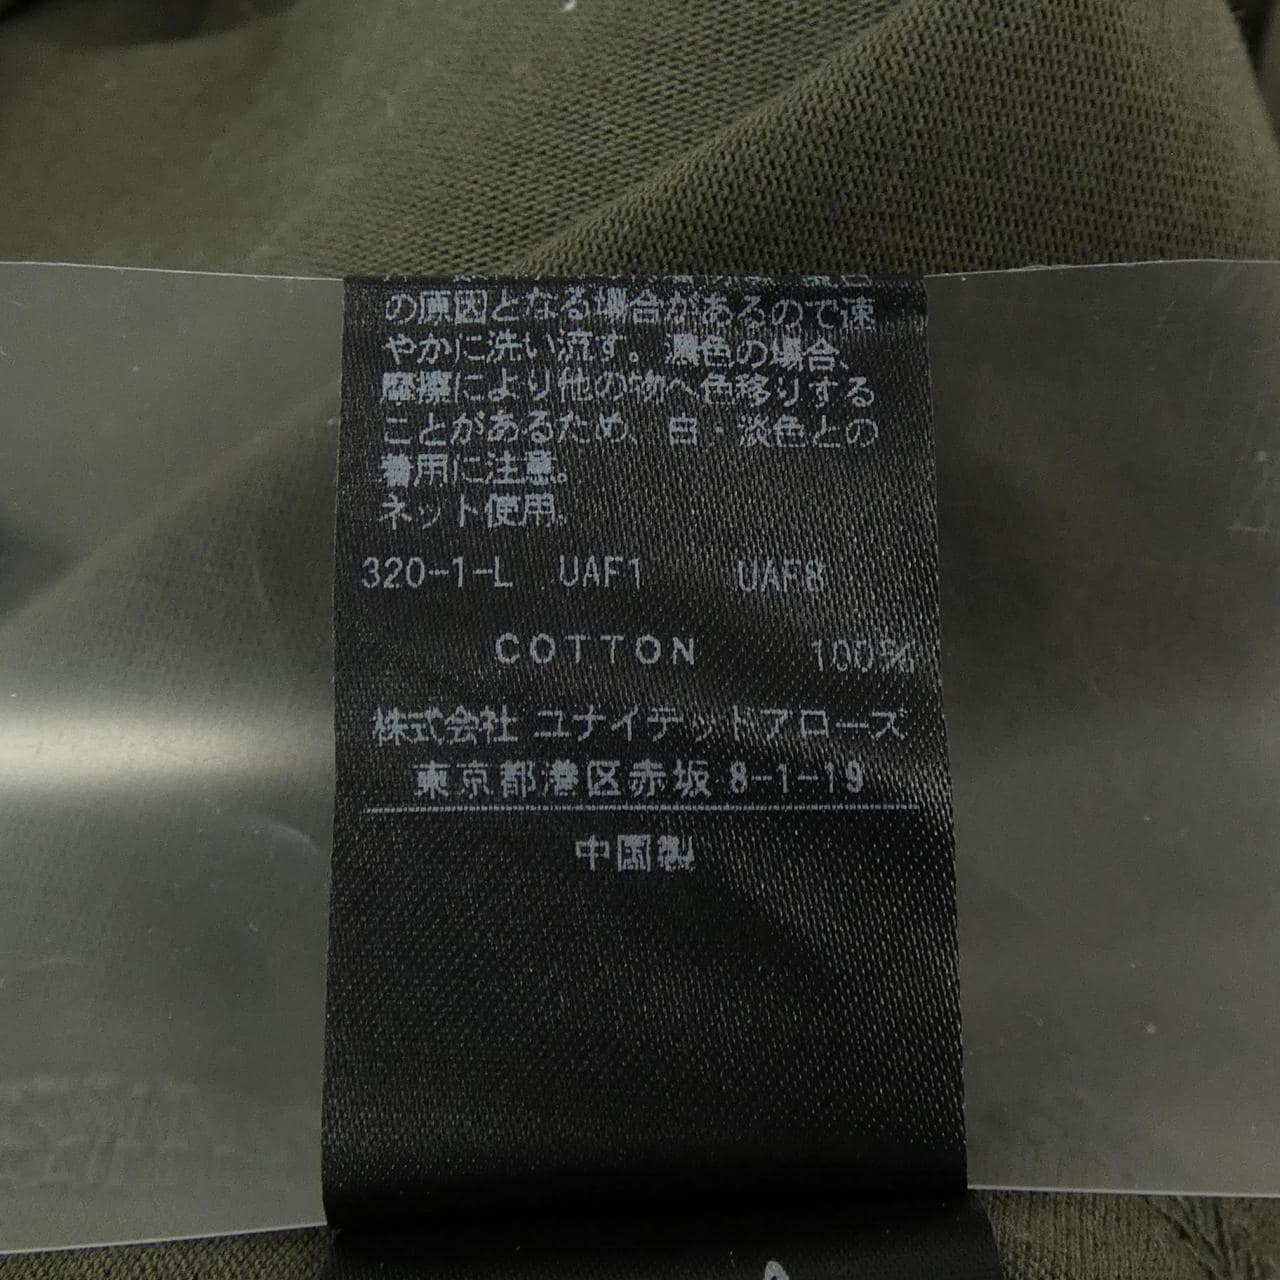 の原因となる場合があるので速
やかに洗い流す。濃色の場合、
摩擦により他の物へ色移りする
ことがあるため、白・淡色との
着用に注意。
ネット使用。
320-1-L UAF1 UAF8
COTTON 100%
株式会社 ユナイテッドアローズ
東京都港区赤坂 8-1-19
中国製